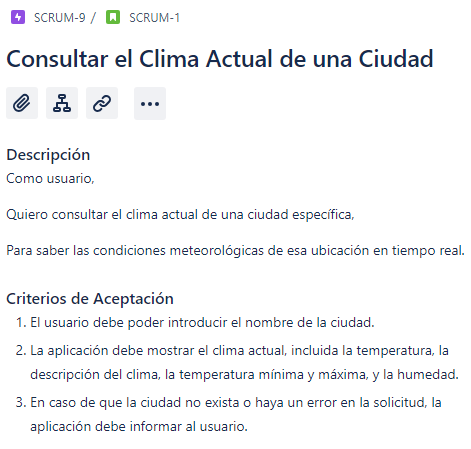 SCRUM-9 / SCRUM-1
Consultar el Clima Actual de una Ciudad
Descripción
Como usuario,
Quiero consultar el clima actual de una ciudad específica,
Para saber las condiciones meteorológicas de esa ubicación en tiempo real.
Criterios de Aceptación
1. El usuario debe poder introducir el nombre de la ciudad.
2. La aplicación debe mostrar el clima actual, incluida la temperatura, la
descripción del clima, la temperatura mínima y máxima, y la humedad.
3. En caso de que la ciudad no exista o haya un error en la solicitud, la
aplicación debe informar al usuario.